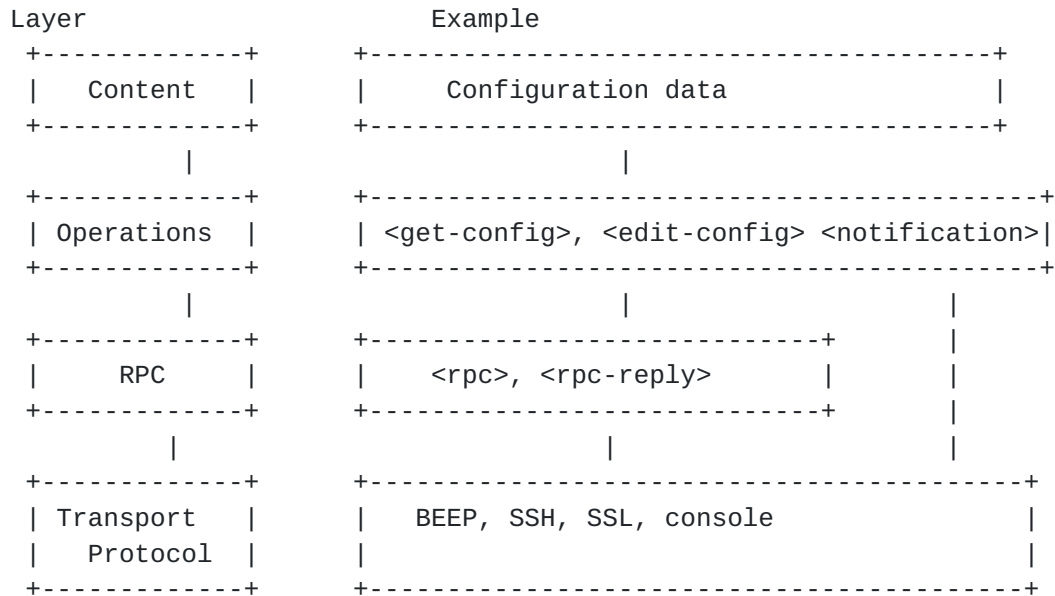 Layer Example
Content Configuration data
Operations <get-config>, <edit-config> <notification>
RPC <rpc>, <rpc-reply>
Transport BEEP, SSH, SSL, console
Protocol